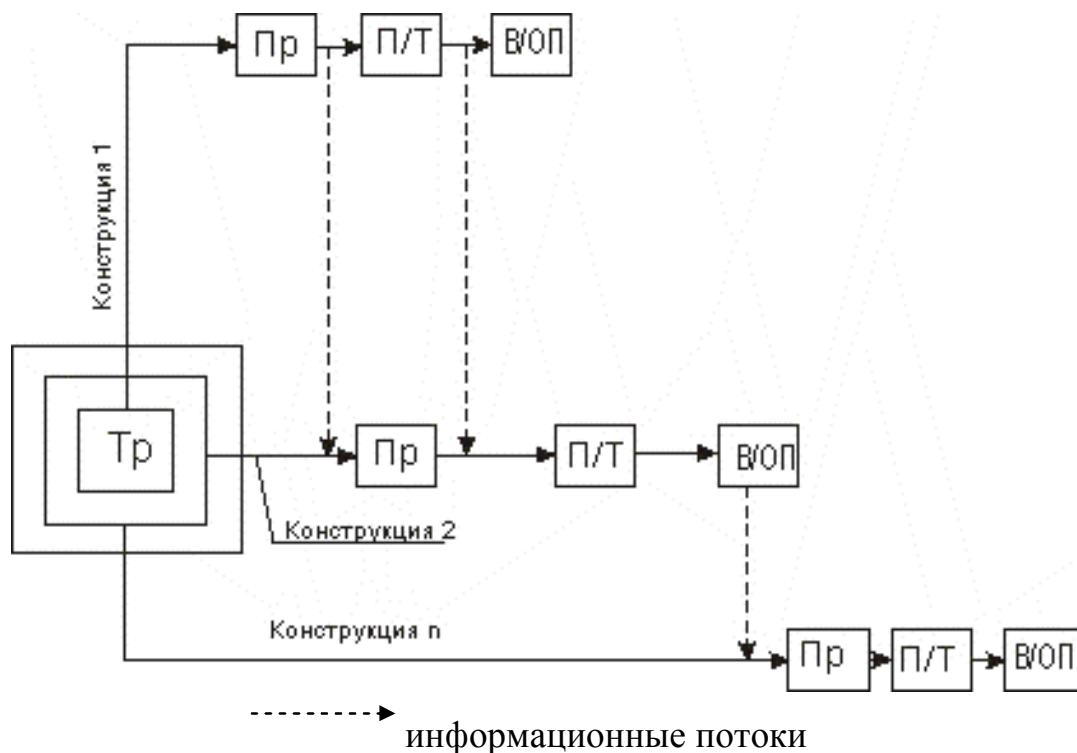 Пр П/Т В/ОП
Конструкция 1
Тр Пр П/Т В/ОП
Конструкция 2
Конструкция n
Пр П/Т В/ОП
информационные потоки